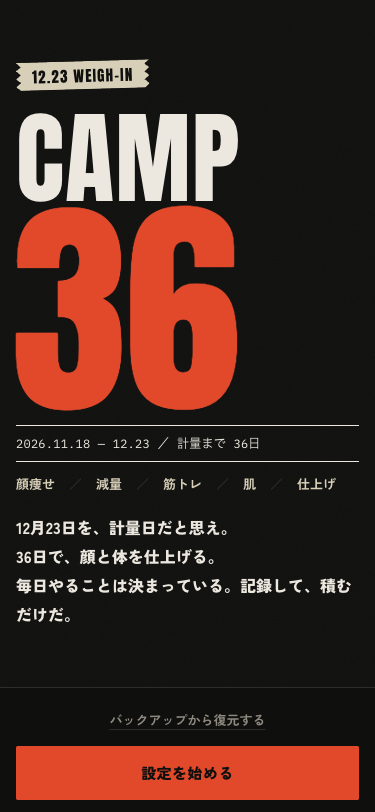 12.23 WEIGH-IN
CAMP
36
2026.11.18 — 12.23 ／ 計量まで 36日
顔痩せ ／ 減量 ／ 筋トレ ／ 肌 ／ 仕上げ
12月23日を、計量日だと思え。
36日で、顔と体を仕上げる。
毎日やることは決まっている。記録して、積む
だけだ。
バックアップから復元する
設定を始める